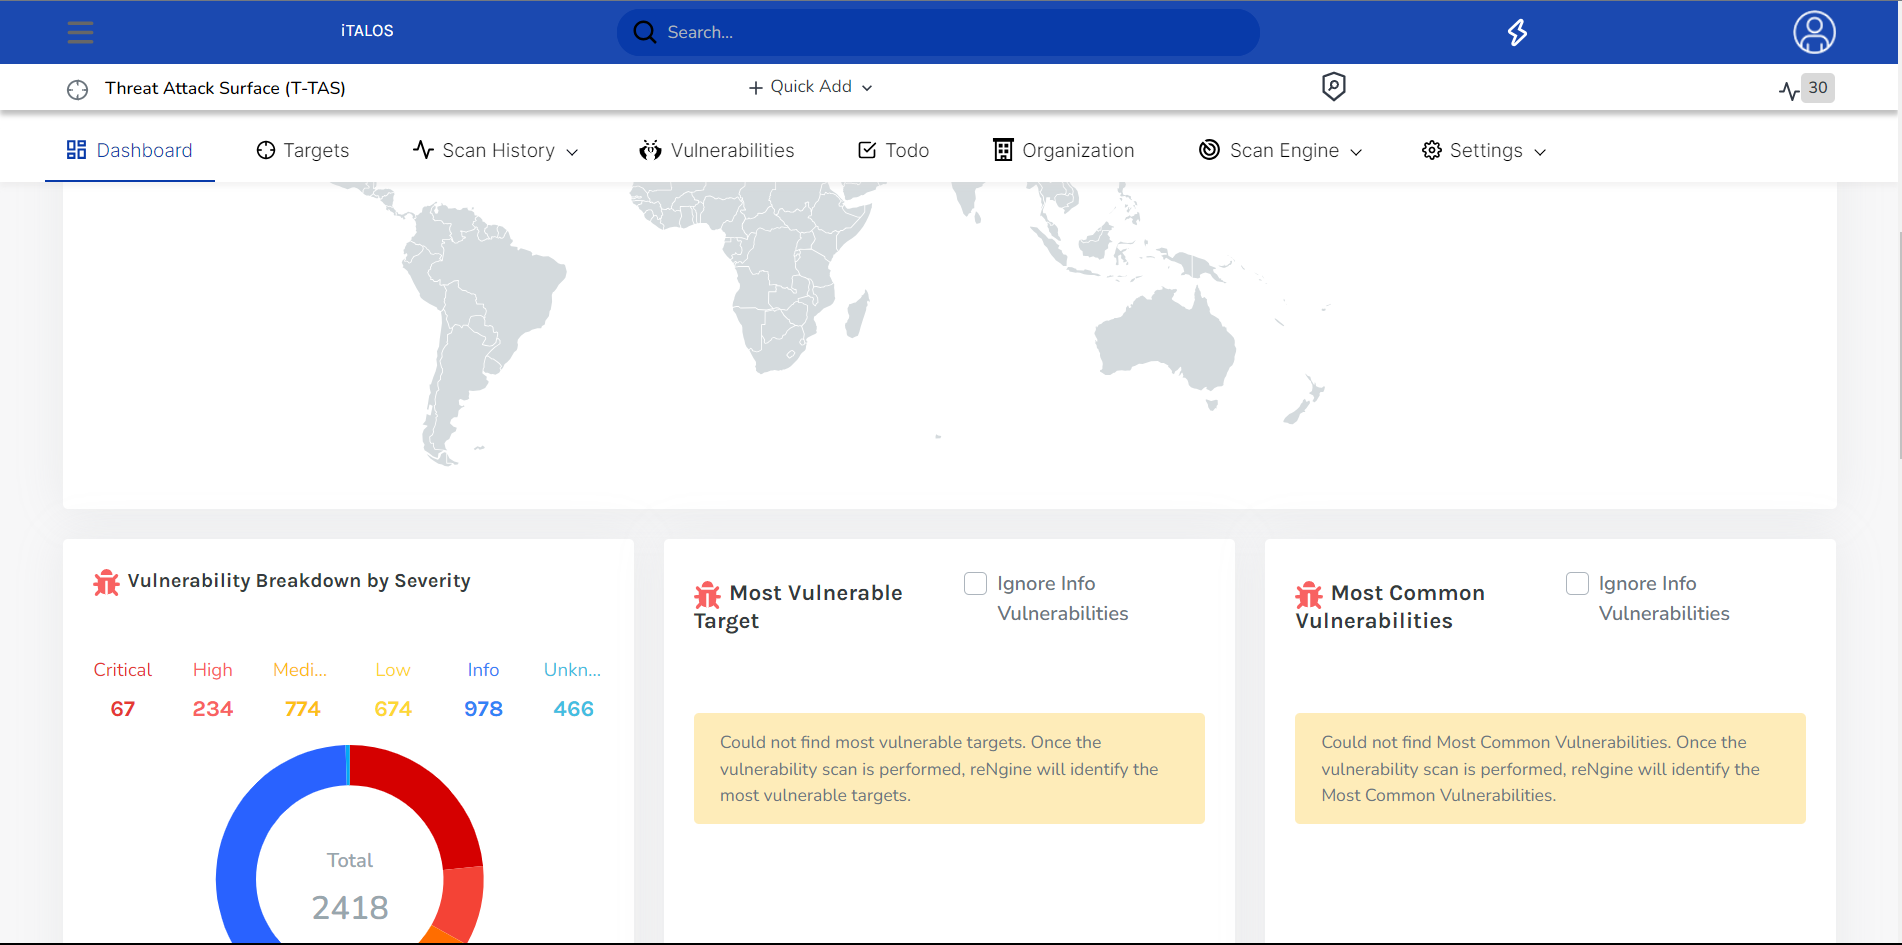 iTALOS
Search...
Threat Attack Surface (T-TAS)
Quick Add
30
Dashboard
Targets
Scan History
Vulnerabilities
Todo
Organization
Scan Engine
Settings
Vulnerability Breakdown by Severity
Critical
High
Medi...
Low
Info
Unkn...
67
234
774
674
978
466
Total
2418
Most Vulnerable
Target
Ignore Info
Vulnerabilities
Could not find most vulnerable targets. Once the
vulnerability scan is performed, reNgine will identify the
most vulnerable targets.
Most Common
Vulnerabilities
Ignore Info
Vulnerabilities
Could not find Most Common Vulnerabilities. Once the
vulnerability scan is performed, reNgine will identify the
Most Common Vulnerabilities.